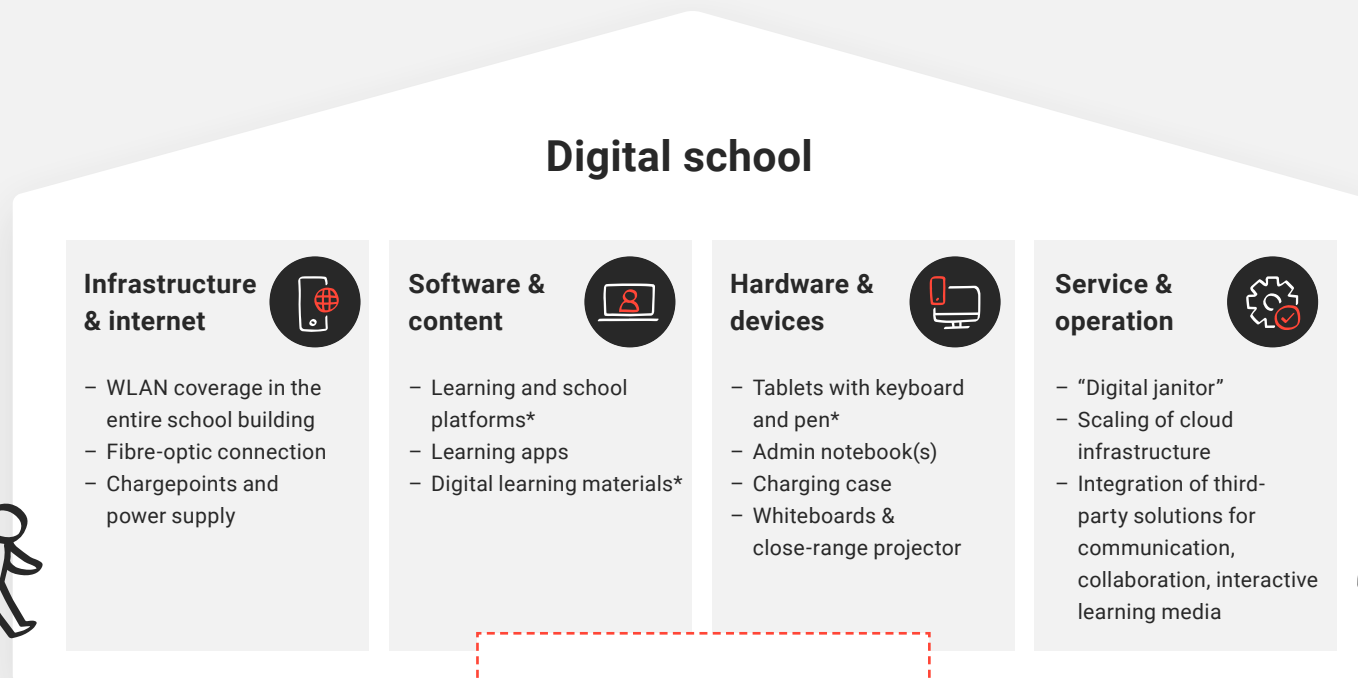 Digital school
Infrastructure
& internet
– WLAN coverage in the
entire school building
– Fibre-optic connection
– Chargepoints and
power supply
Software &
content
– Learning and school
platforms*
– Learning apps
– Digital learning materials*
Hardware &
devices
– Tablets with keyboard
and pen*
– Admin notebook(s)
– Charging case
– Whiteboards &
close-range projector
Service &
operation
– “Digital janitor”
– Scaling of cloud
infrastructure
– Integration of third-
party solutions for
communication,
collaboration, interactive
learning media